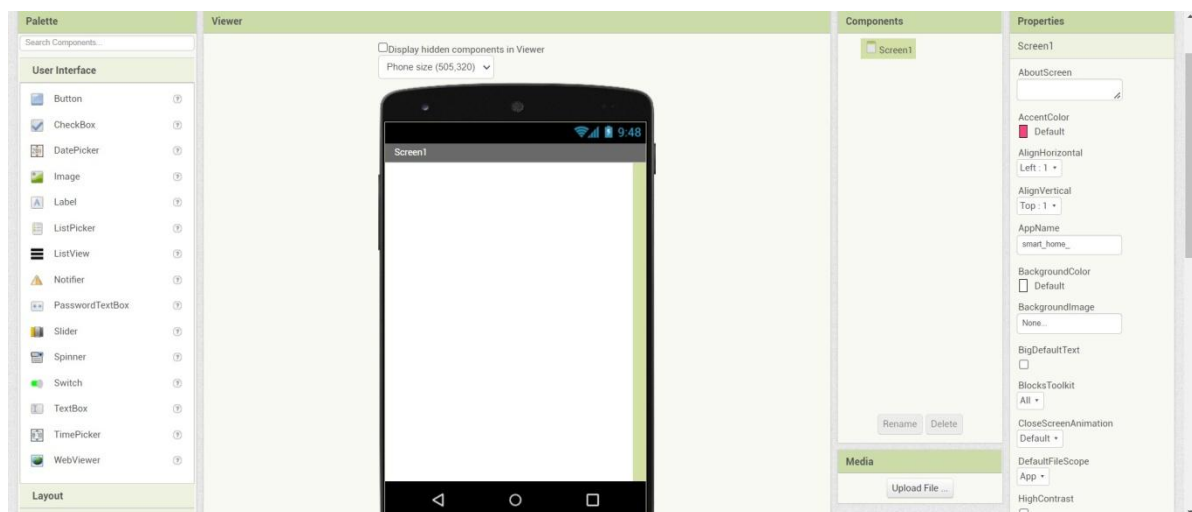 Palette
Search Components...
User Interface
Button
CheckBox
DatePicker
Image
Label
ListPicker
ListView
Notifier
PasswordTextBox
Slider
Spinner
Switch
TextBox
TimePicker
WebViewer
Layout
Viewer
Display hidden components in Viewer
Phone size (505,320)
9:48
Screen1
Components
Screen1
Rename Delete
Media
Upload File ...
Properties
Screen1
AboutScreen
AccentColor
Default
AlignHorizontal
Left : 1
AlignVertical
Top : 1
AppName
smart_home_
BackgroundColor
Default
BackgroundImage
None...
BigDefaultText
BlocksToolkit
All
CloseScreenAnimation
Default
DefaultFileScope
App
HighContrast